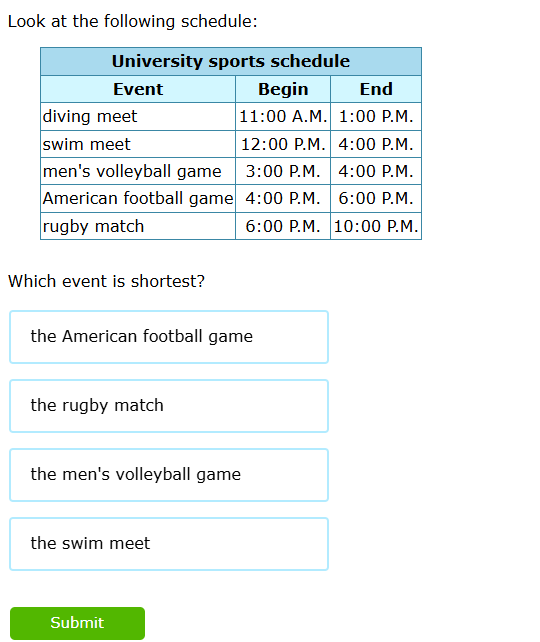 Look at the following schedule:
University sports schedule
Event Begin End
diving meet 11:00 A.M. 1:00 P.M.
swim meet 12:00 P.M. 4:00 P.M.
men's volleyball game 3:00 P.M. 4:00 P.M.
American football game 4:00 P.M. 6:00 P.M.
rugby match 6:00 P.M. 10:00 P.M.
Which event is shortest?
the American football game
the rugby match
the men's volleyball game
the swim meet
Submit